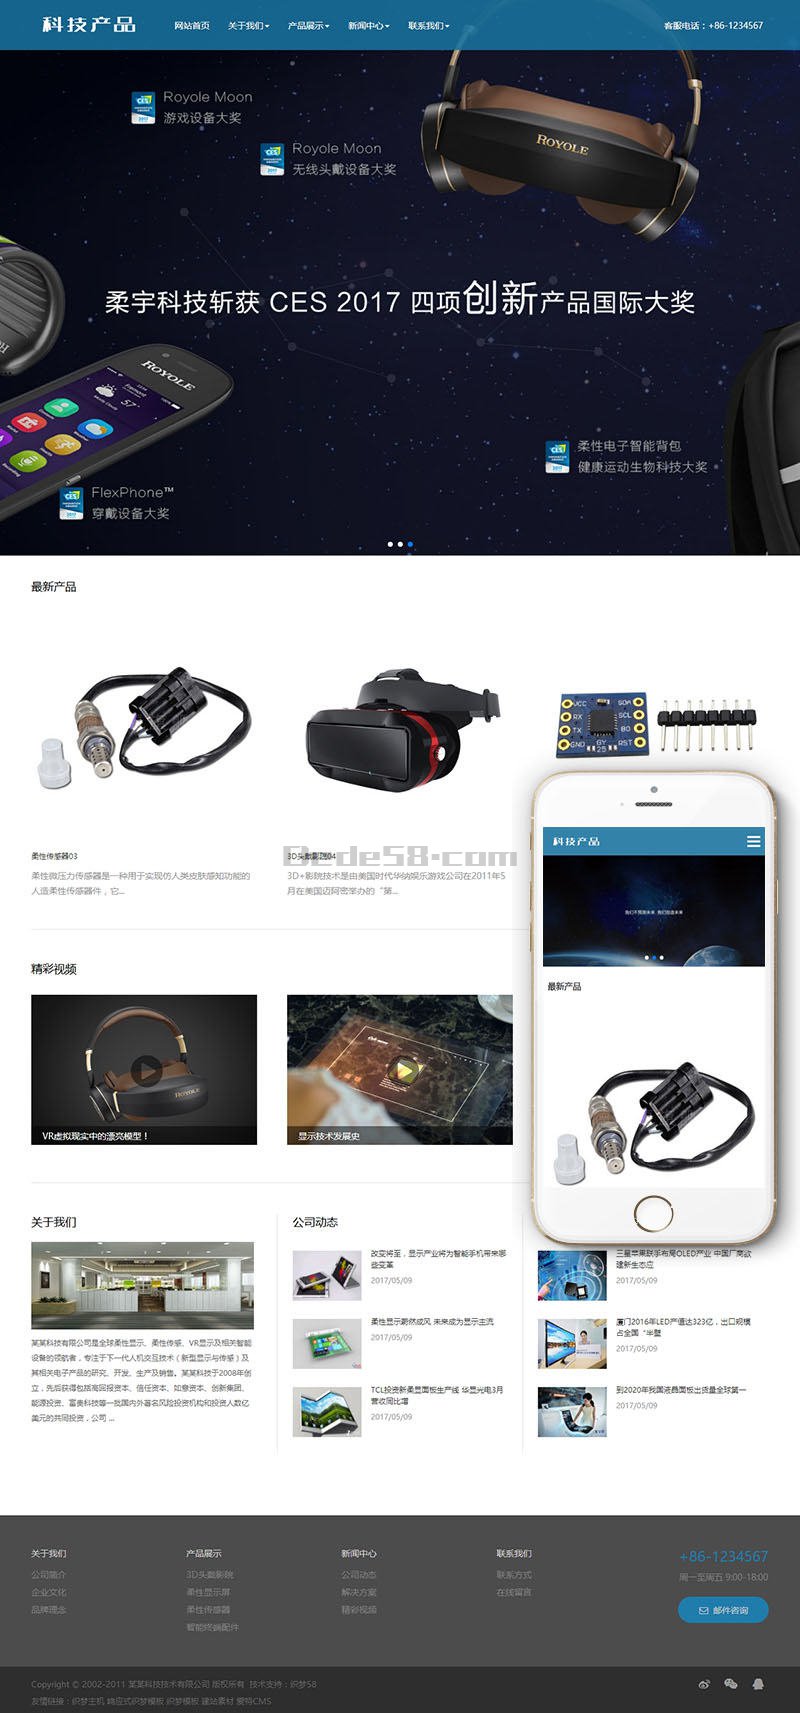 科技产品
网站首页 关于我们 产品展示 新闻中心 联系我们
客服电话：+86-1234567
Royole Moon
游戏设备大奖
Royole Moon
无线头戴设备大奖
ROYOLE
柔宇科技斩获 CES 2017 四项创新产品国际大奖
ROYOLE
57°
柔性电子智能背包
健康运动生物科技大奖
FlexPhone™
穿戴设备大奖
最新产品
VCC SDA
RX SCL
TX BO
GND GY RST
25
柔性传感器03
柔性微压力传感器是一种用于实现仿人类皮肤感知功能的
人造柔性传感器件，它...
3D头戴影院04
3D+影院技术是由美国时代华纳娱乐游戏公司在2011年5
月在美国迈阿密举办的“第...
Dede58.com
科技产品
我们不预测未来 我们创造未来
最新产品
精彩视频
ROYOLE
VR虚拟现实中的漂亮模型！
显示技术发展史
关于我们
某某科技有限公司是全球柔性显示、柔性传感、VR显示及相关智能
设备的领航者，专注于下一代人机交互技术（新型显示与传感）及
其相关电子产品的研究、开发、生产及销售。某某科技于2008年创
立，先后获得包括高回报资本、信任资本、如意资本、创新集团、
能源投资、富贵科技等一批国内外著名风险投资机构和投资人数亿
美元的共同投资，公司 ...
公司动态
改变将至，显示产业将为智能手机带来哪
些变革
2017/05/09
柔性显示蔚然成风 未来成为显示主流
2017/05/09
TCL投资新柔显面板生产线 华显光电3月
营收同比增
2017/05/09
三星苹果联手布局OLED产业 中国厂商欲
建新生态应
2017/05/09
厦门2016年LED产值达323亿，出口规模
占全国“半壁
2017/05/09
到2020年我国液晶面板出货量全球第一
2017/05/09
关于我们
公司简介
企业文化
品牌理念
产品展示
3D头戴影院
柔性显示屏
柔性传感器
智能终端配件
新闻中心
公司动态
解决方案
精彩视频
联系我们
联系方式
在线留言
+86-1234567
周一至周五 9:00-18:00
邮件咨询
Copyright © 2002-2011 某某科技技术有限公司 版权所有 技术支持：织梦58
友情链接：织梦主机 响应式织梦模板 织梦模板 建站素材 爱特CMS